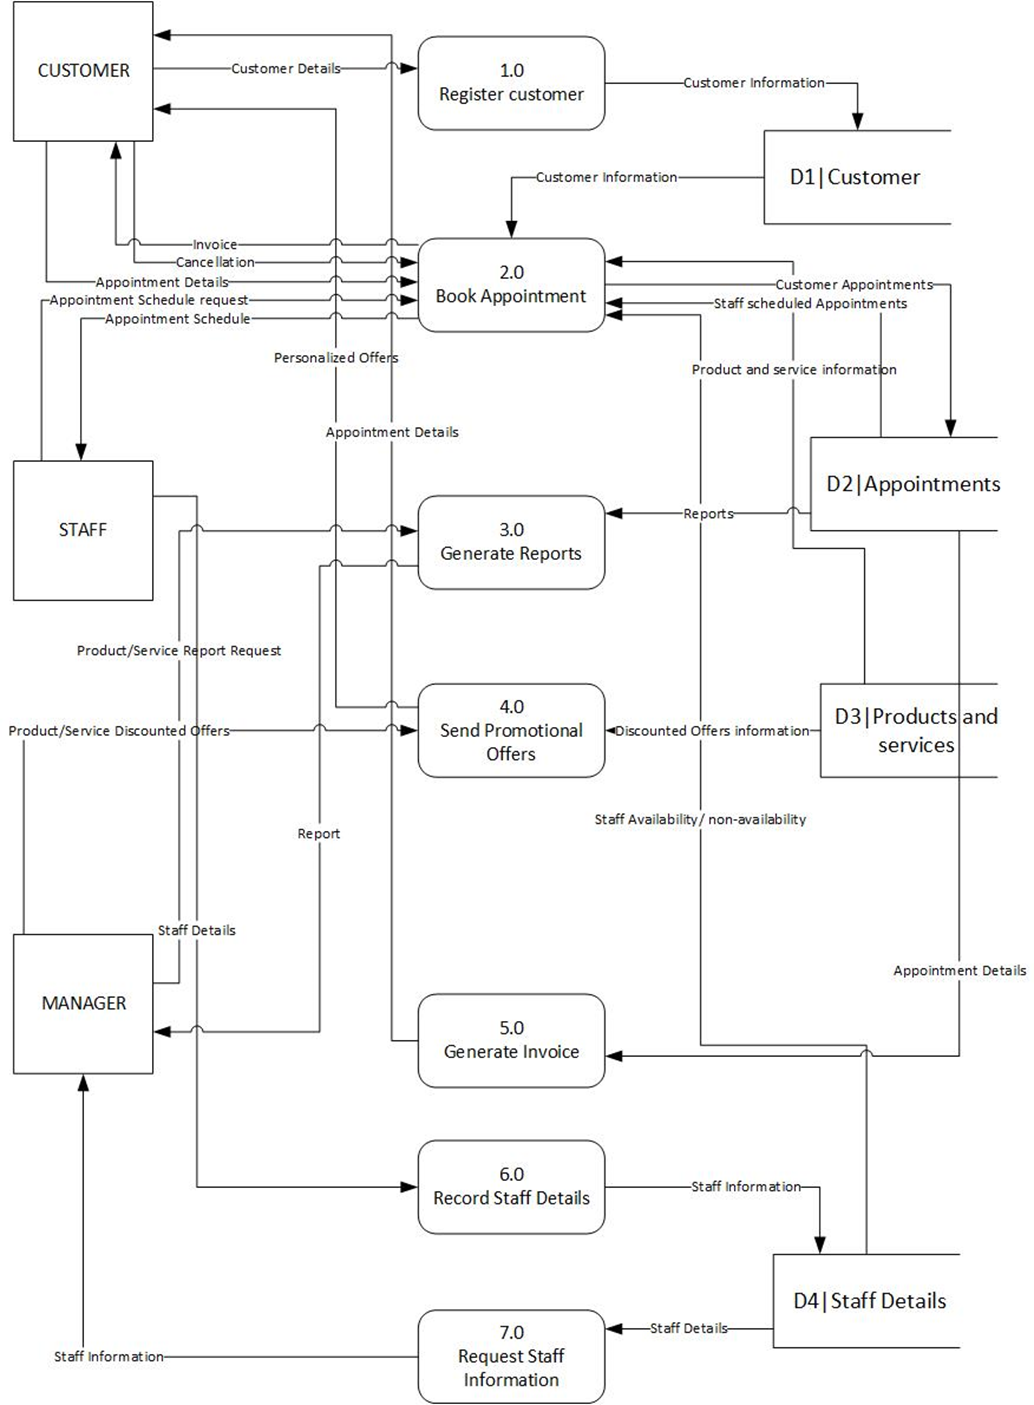 CUSTOMER
Customer Details
1.0
Register customer
Customer Information
D1|Customer
Customer Information
Invoice
Cancellation
Appointment Details
Appointment Schedule request
Appointment Schedule
2.0
Book Appointment
Customer Appointments
Staff scheduled Appointments
Personalized Offers
Product and service information
Appointment Details
D2|Appointments
STAFF
3.0
Generate Reports
Reports
Product/Service Report Request
4.0
Send Promotional
Offers
D3|Products and
services
Product/Service Discounted Offers
Discounted Offers information
Staff Availability/ non-availability
Report
Staff Details
Appointment Details
MANAGER
5.0
Generate Invoice
6.0
Record Staff Details
Staff Information
D4|Staff Details
7.0
Request Staff
Information
Staff Details
Staff Information